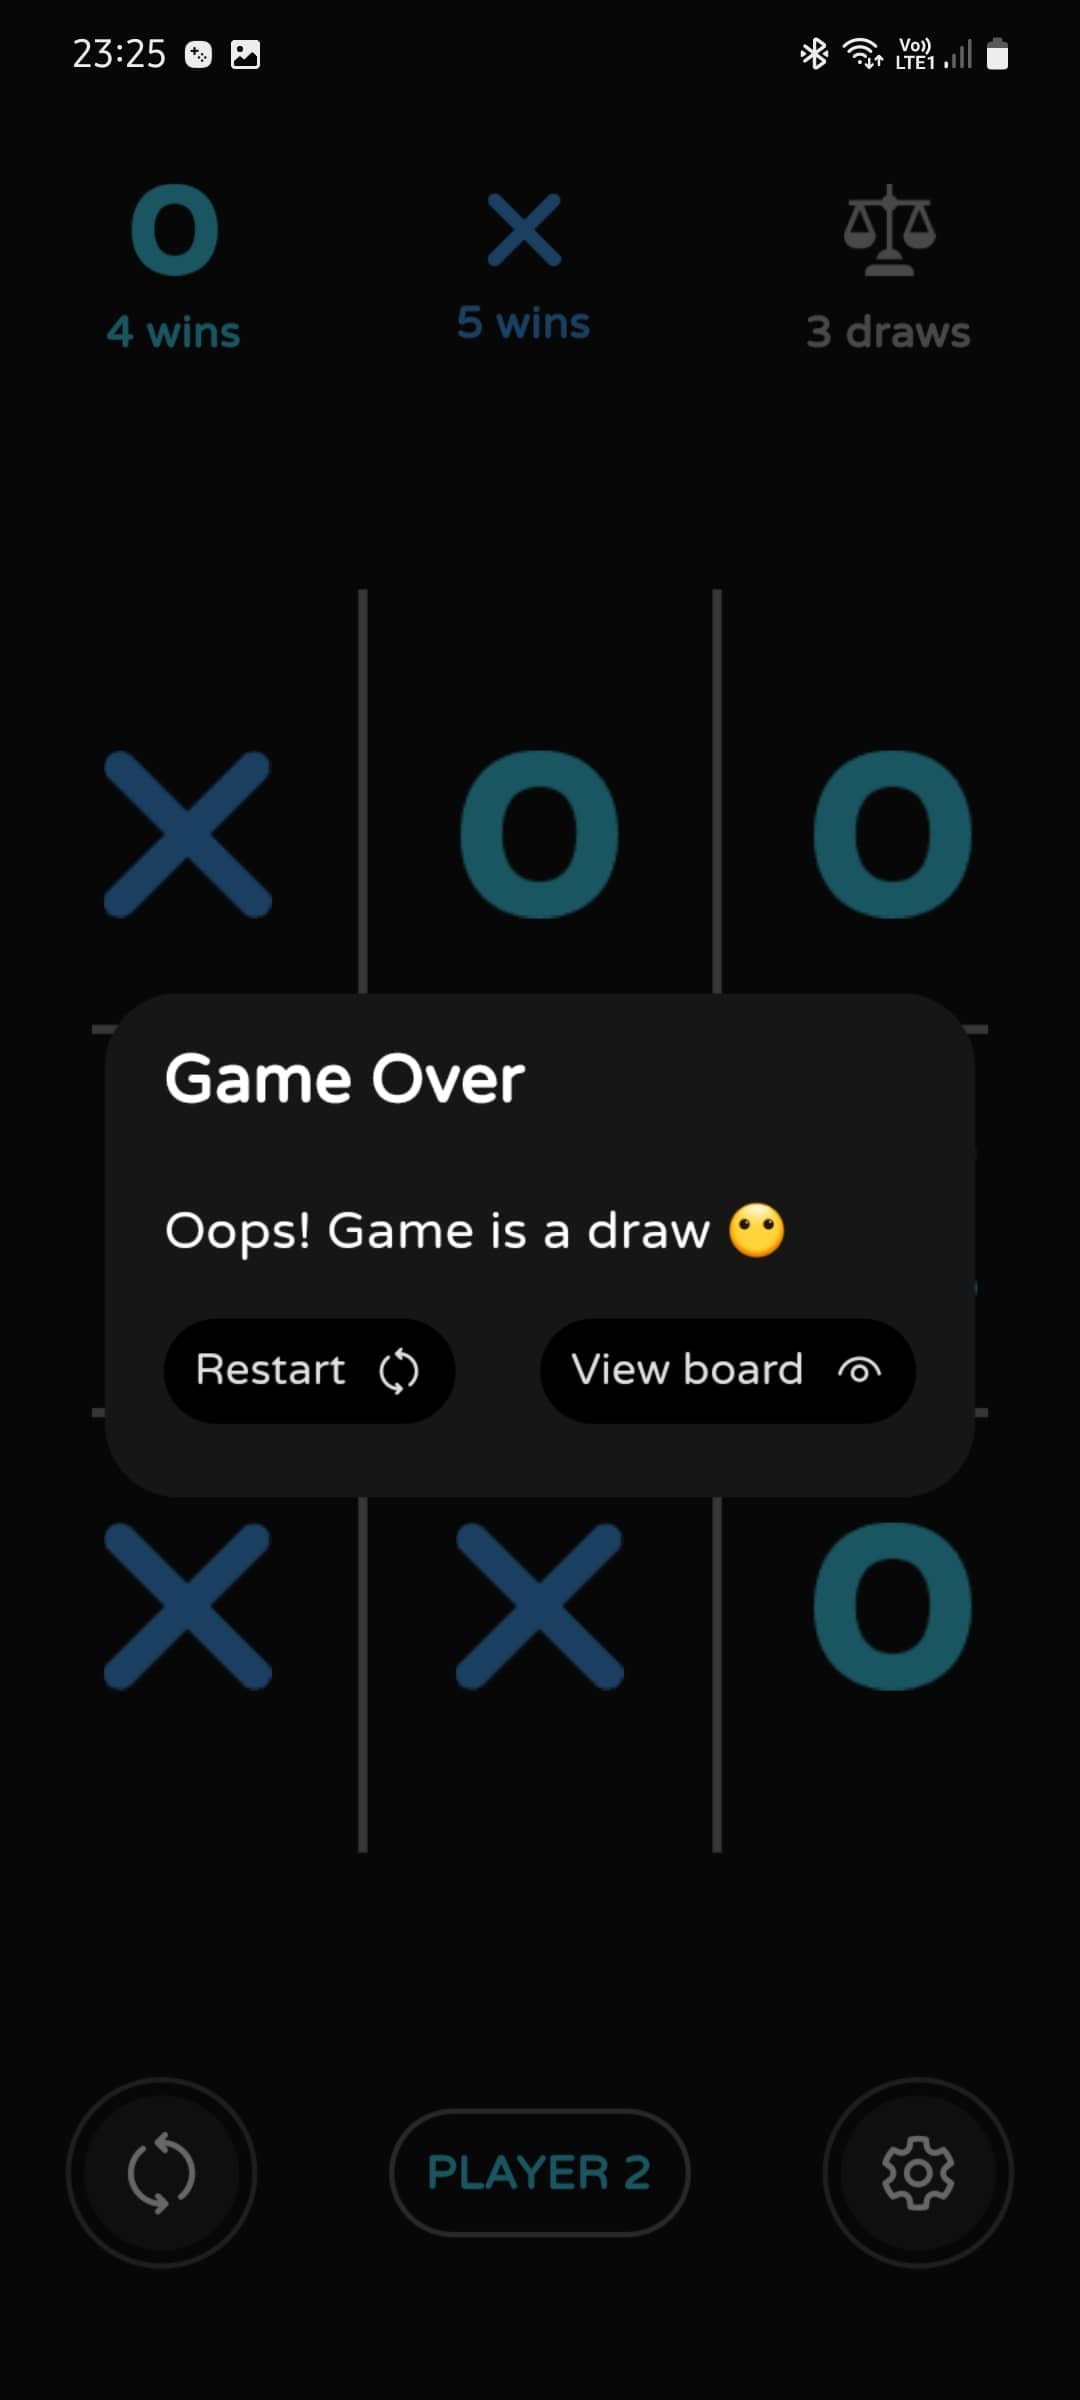 23:25
Vo))
LTE1
O
X
4 wins
5 wins
3 draws
X O O
Game Over
Oops! Game is a draw 😶
Restart
View board
X X O
PLAYER 2